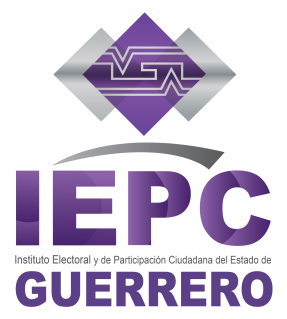 IEPC
Instituto Electoral y de Participación Ciudadana del Estado de
GUERRERO